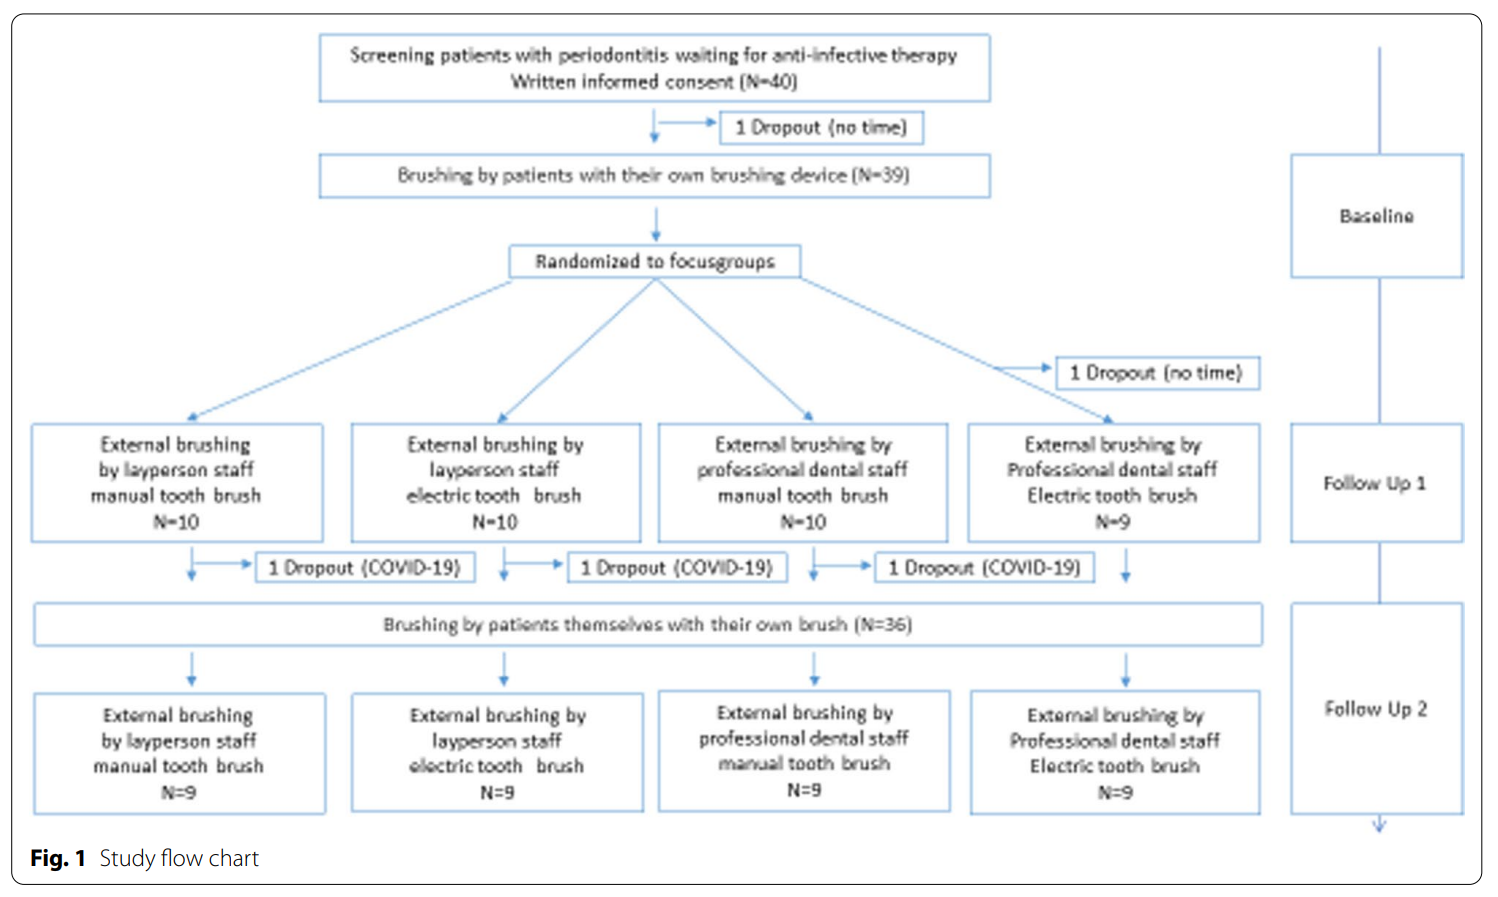 Screening patients with periodontitis waiting for anti-infective therapy
Written informed consent (N=40)
1 Dropout (no time)
Brushing by patients with their own brushing device (N=39)
Baseline
Randomized to focusgroups
1 Dropout (no time)
External brushing
by layperson staff
manual tooth brush
N=10
External brushing by
layperson staff
electric tooth brush
N=10
External brushing by
professional dental staff
manual tooth brush
N=10
External brushing by
Professional dental staff
Electric tooth brush
N=9
Follow Up 1
1 Dropout (COVID-19)
1 Dropout (COVID-19)
1 Dropout (COVID-19)
Brushing by patients themselves with their own brush (N=36)
External brushing
by layperson staff
manual tooth brush
N=9
External brushing by
layperson staff
electric tooth brush
N=9
External brushing by
professional dental staff
manual tooth brush
N=9
External brushing by
Professional dental staff
Electric tooth brush
N=9
Follow Up 2
Fig. 1 Study flow chart